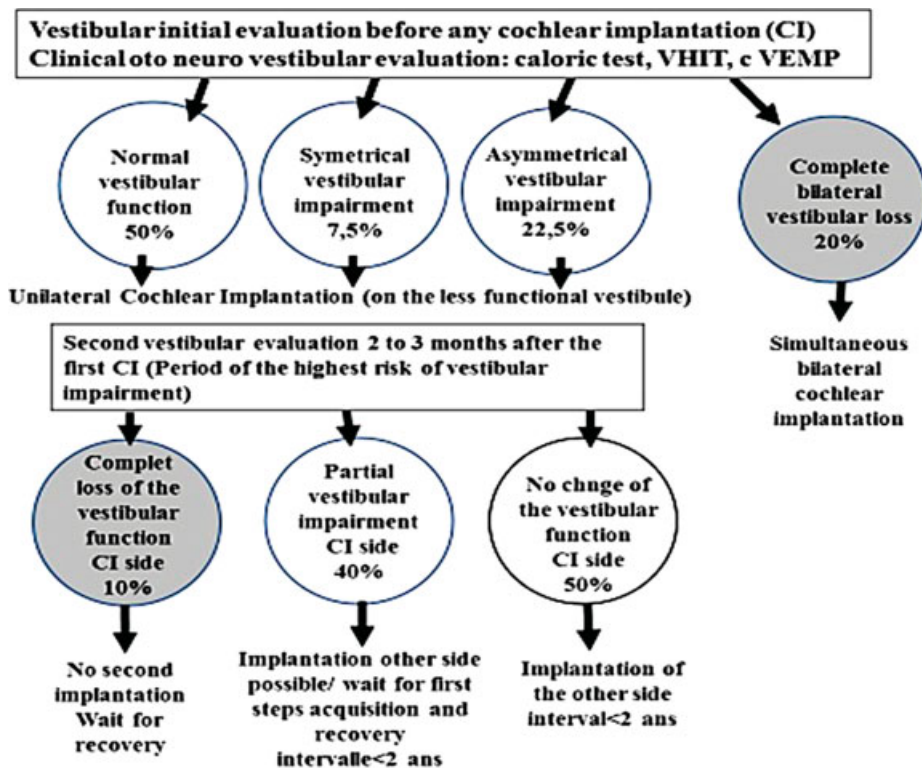 Vestibular initial evaluation before any cochlear implantation (CI)
Clinical oto neuro vestibular evaluation: caloric test, VHIT, c VEMP
Normal
vestibular
function
50%
Symetrical
vestibular
impairment
7,5%
Asymmetrical
vestibular
impairment
22,5%
Complete
bilateral
vestibular loss
20%
Unilateral Cochlear Implantation (on the less functional vestibule)
Simultaneous
bilateral
cochlear
implantation
Second vestibular evaluation 2 to 3 months after the
first CI (Period of the highest risk of vestibular
impairment)
Complet
loss of the
vestibular
function
CI side
10%
Partial
vestibular
impairment
CI side
40%
No chnge of
the vestibular
function
CI side
50%
No second
implantation
Wait for
recovery
Implantation other side
possible/ wait for first
steps acquisition and
recovery
intervalle<2 ans
Implantation of
the other side
interval<2 ans